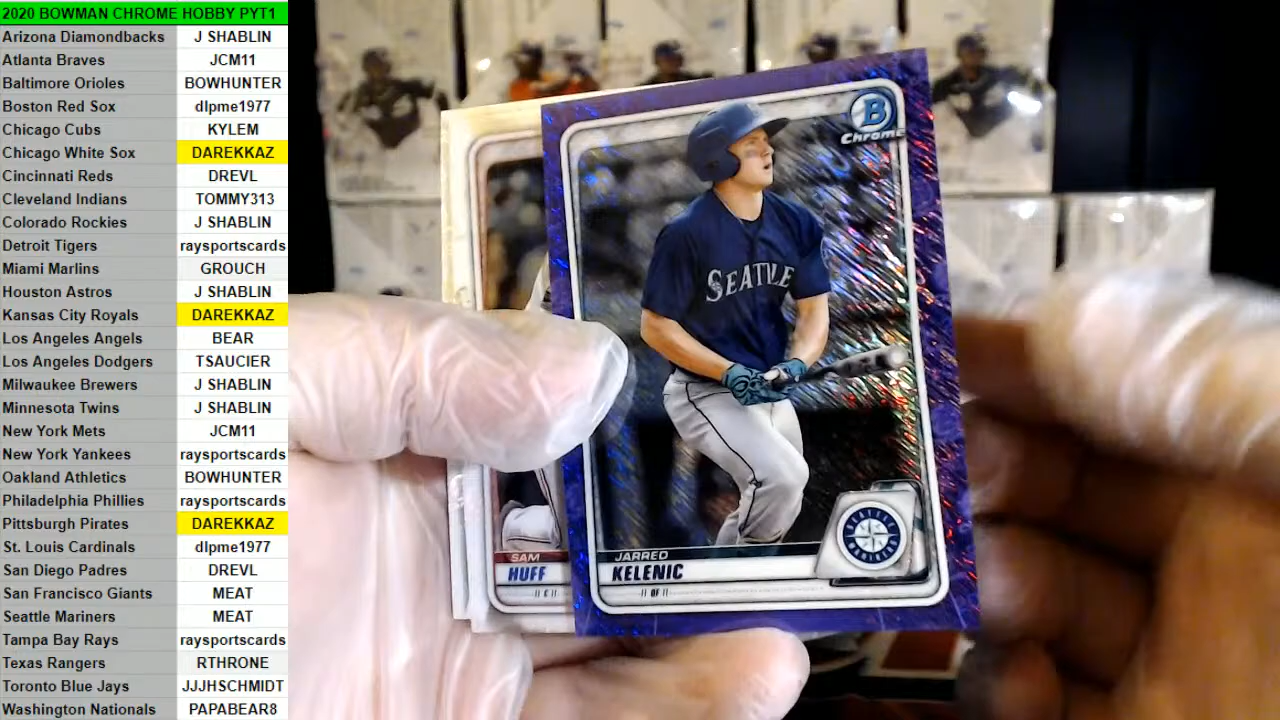 2020 BOWMAN CHROME HOBBY PYT1
Arizona Diamondbacks J SHABLIN
Atlanta Braves JCM11
Baltimore Orioles BOWHUNTER
Boston Red Sox dlpme1977
Chicago Cubs KYLEM
Chicago White Sox DAREKKAZ
Cincinnati Reds DREVL
Cleveland Indians TOMMY313
Colorado Rockies J SHABLIN
Detroit Tigers raysportscards
Miami Marlins GROUCH
Houston Astros J SHABLIN
Kansas City Royals DAREKKAZ
Los Angeles Angels BEAR
Los Angeles Dodgers TSAUCIER
Milwaukee Brewers J SHABLIN
Minnesota Twins J SHABLIN
New York Mets JCM11
New York Yankees raysportscards
Oakland Athletics BOWHUNTER
Philadelphia Phillies raysportscards
Pittsburgh Pirates DAREKKAZ
St. Louis Cardinals dlpme1977
San Diego Padres DREVL
San Francisco Giants MEAT
Seattle Mariners MEAT
Tampa Bay Rays raysportscards
Texas Rangers RTHRONE
Toronto Blue Jays JJJHSCHMIDT
Washington Nationals PAPABEAR8
B
Chrome
SEATTLE
SEATTLE
MARINERS
JARRED
KELENIC
// OF //
SAM
HUFF
// C //